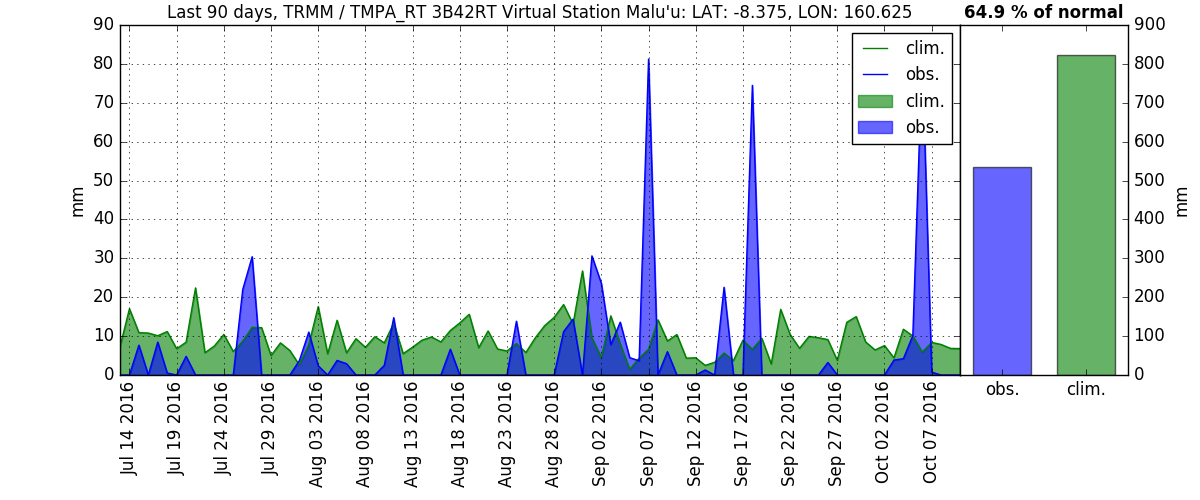 Last 90 days, TRMM / TMPA_RT 3B42RT Virtual Station Malu'u: LAT: -8.375, LON: 160.625
64.9 % of normal
90
80
70
60
50
40
30
20
10
0
mm
clim.
obs.
clim.
obs.
Jul 14 2016
Jul 19 2016
Jul 24 2016
Jul 29 2016
Aug 03 2016
Aug 08 2016
Aug 13 2016
Aug 18 2016
Aug 23 2016
Aug 28 2016
Sep 02 2016
Sep 07 2016
Sep 12 2016
Sep 17 2016
Sep 22 2016
Sep 27 2016
Oct 02 2016
Oct 07 2016
obs.
clim.
900
800
700
600
500
400
300
200
100
0
mm